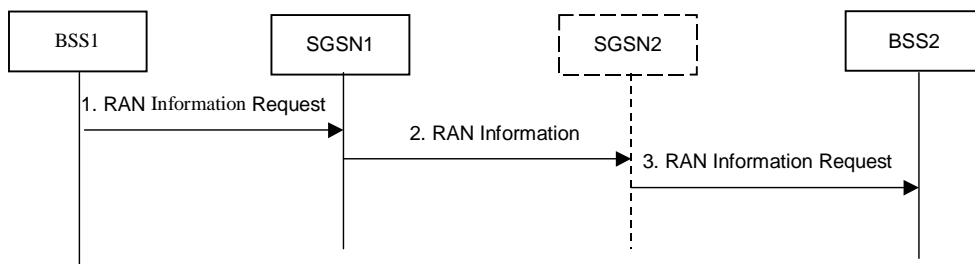 BSS1
SGSN1
SGSN2
BSS2
1. RAN Information Request
2. RAN Information
3. RAN Information Request